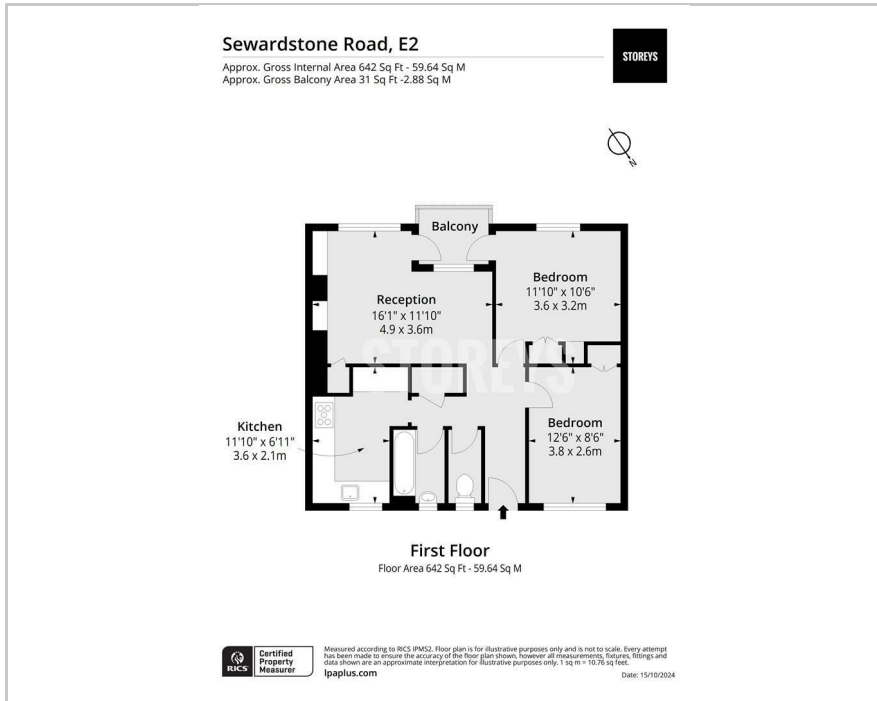 Sewardstone Road, E2
Approx. Gross Internal Area 642 Sq Ft - 59.64 Sq M
Approx. Gross Balcony Area 31 Sq Ft -2.88 Sq M
STOREYS
N
Balcony
Reception
16'1" x 11'10"
4.9 x 3.6m
Bedroom
11'10" x 10'6"
3.6 x 3.2m
STOREYS
Kitchen
11'10" x 6'11"
3.6 x 2.1m
Bedroom
12'6" x 8'6"
3.8 x 2.6m
First Floor
Floor Area 642 Sq Ft - 59.64 Sq M
RICS
Certified
Property
Measurer
Measured according to RICS IPMS2. Floor plan is for illustrative purposes only and is not to scale. Every attempt
has been made to ensure the accuracy of the floor plan shown, however all measurements, fixtures, fittings and
data shown are an approximate interpretation for illustrative purposes only. 1 sq m = 10.76 sq feet.
lpaplus.com
Date: 15/10/2024